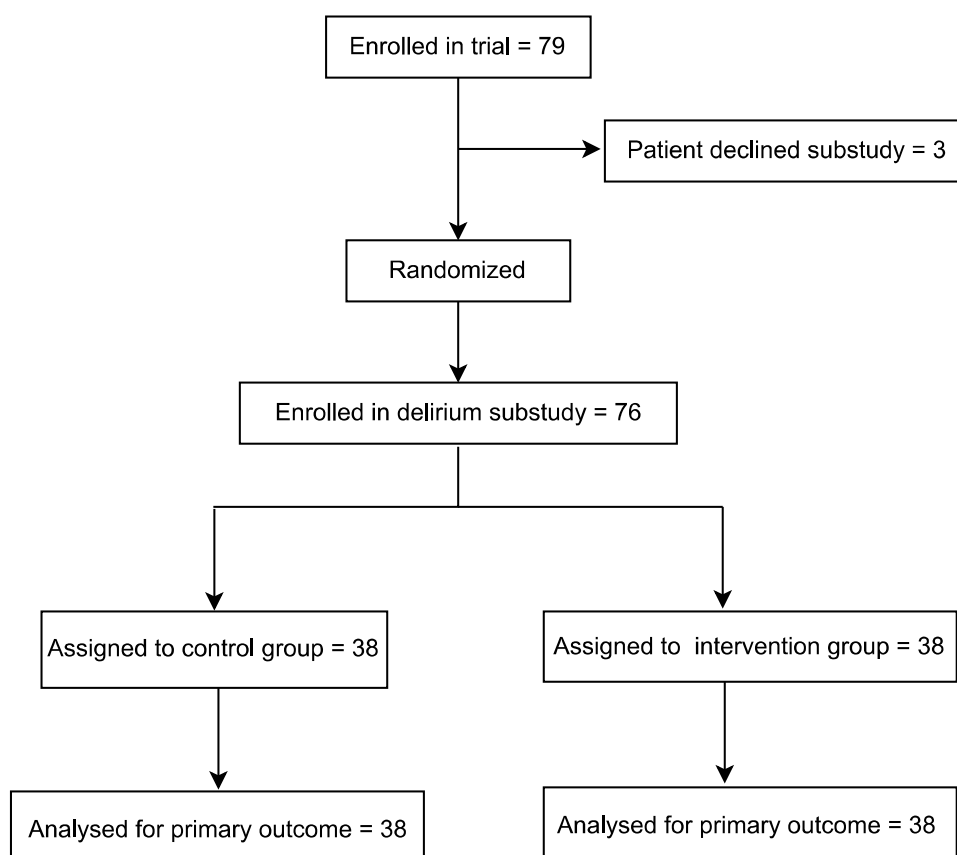 Enrolled in trial = 79
Patient declined substudy = 3
Randomized
Enrolled in delirium substudy = 76
Assigned to control group = 38
Assigned to intervention group = 38
Analysed for primary outcome = 38
Analysed for primary outcome = 38